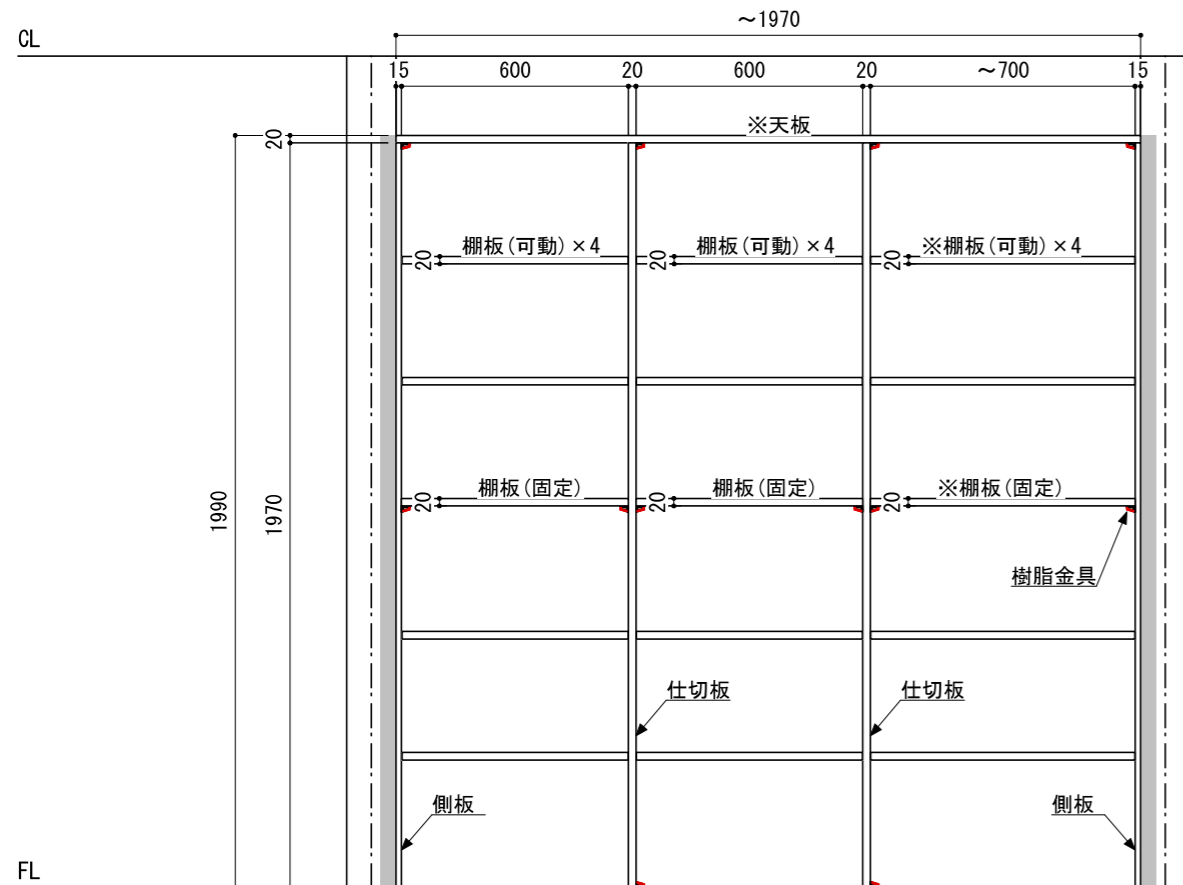 ～1970
CL
15 600 20 600 20 ～700 15
※天板
20
棚板(可動)×4 棚板(可動)×4 ※棚板(可動)×4
20 20 20
棚板(固定) 棚板(固定) ※棚板(固定)
20 20 20
1990 1970
樹脂金具
仕切板 仕切板
側板 側板
FL